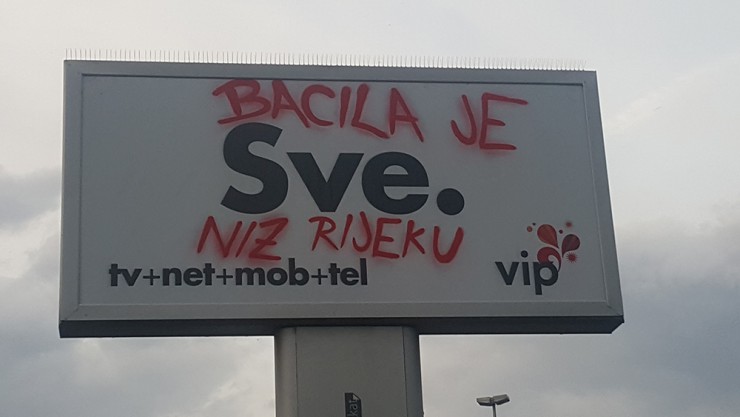 BACILA JE
Sve.
NIZ RIJEKU
tv+net+mob+tel
vip